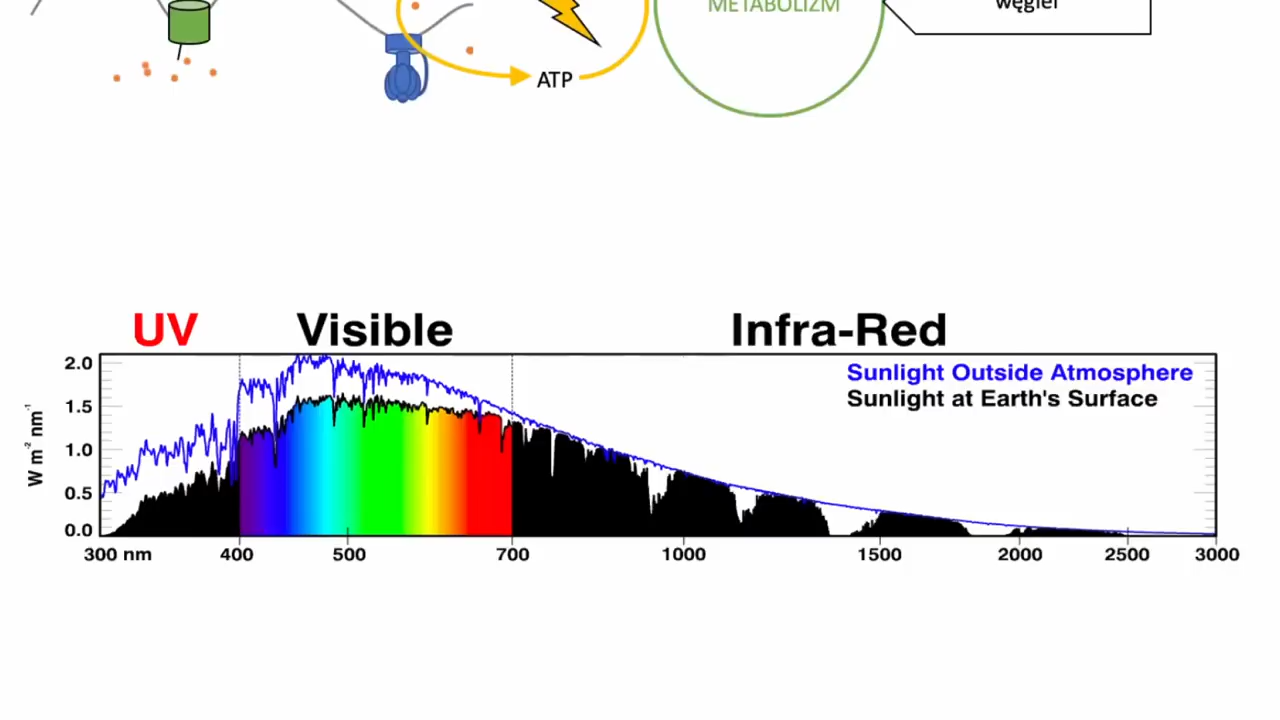 METABOLIZM
węgiel
ATP
UV Visible Infra-Red
Sunlight Outside Atmosphere
Sunlight at Earth's Surface
W m⁻² nm⁻¹
2.0
1.5
1.0
0.5
0.0
300 nm 400 500 700 1000 1500 2000 2500 3000